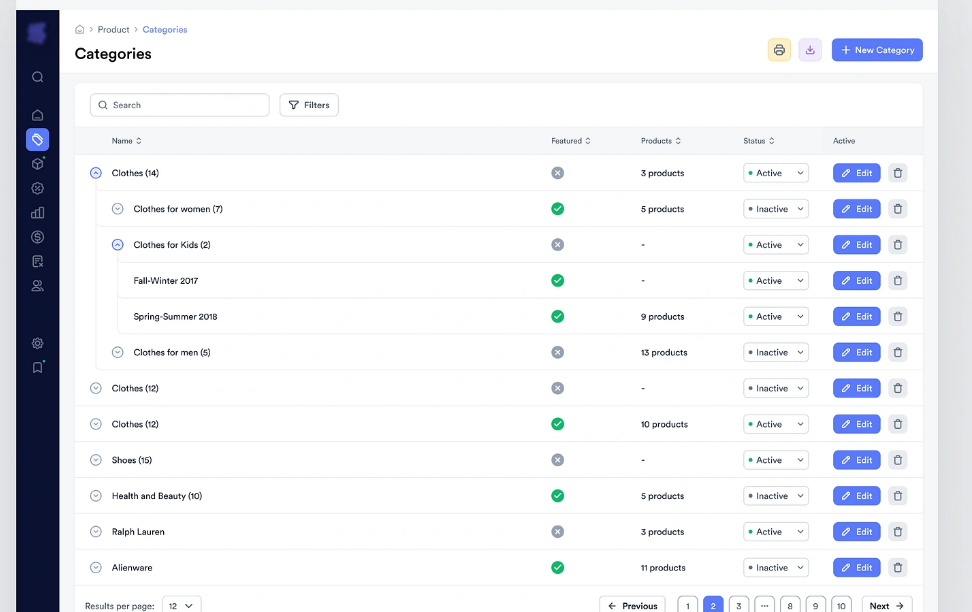 Product > Categories
Categories
New Category
Search
Filters
Name Featured Products Status Active
Clothes (14) 3 products Active Edit
Clothes for women (7) 5 products Inactive Edit
Clothes for Kids (2) - Active Edit
Fall-Winter 2017 - Active Edit
Spring-Summer 2018 9 products Active Edit
Clothes for men (5) 13 products Inactive Edit
Clothes (12) - Inactive Edit
Clothes (12) 10 products Active Edit
Shoes (15) - Active Edit
Health and Beauty (10) 5 products Inactive Edit
Ralph Lauren 3 products Active Edit
Alienware 11 products Inactive Edit
Results per page: 12 Previous 1 2 3 ... 8 9 10 Next